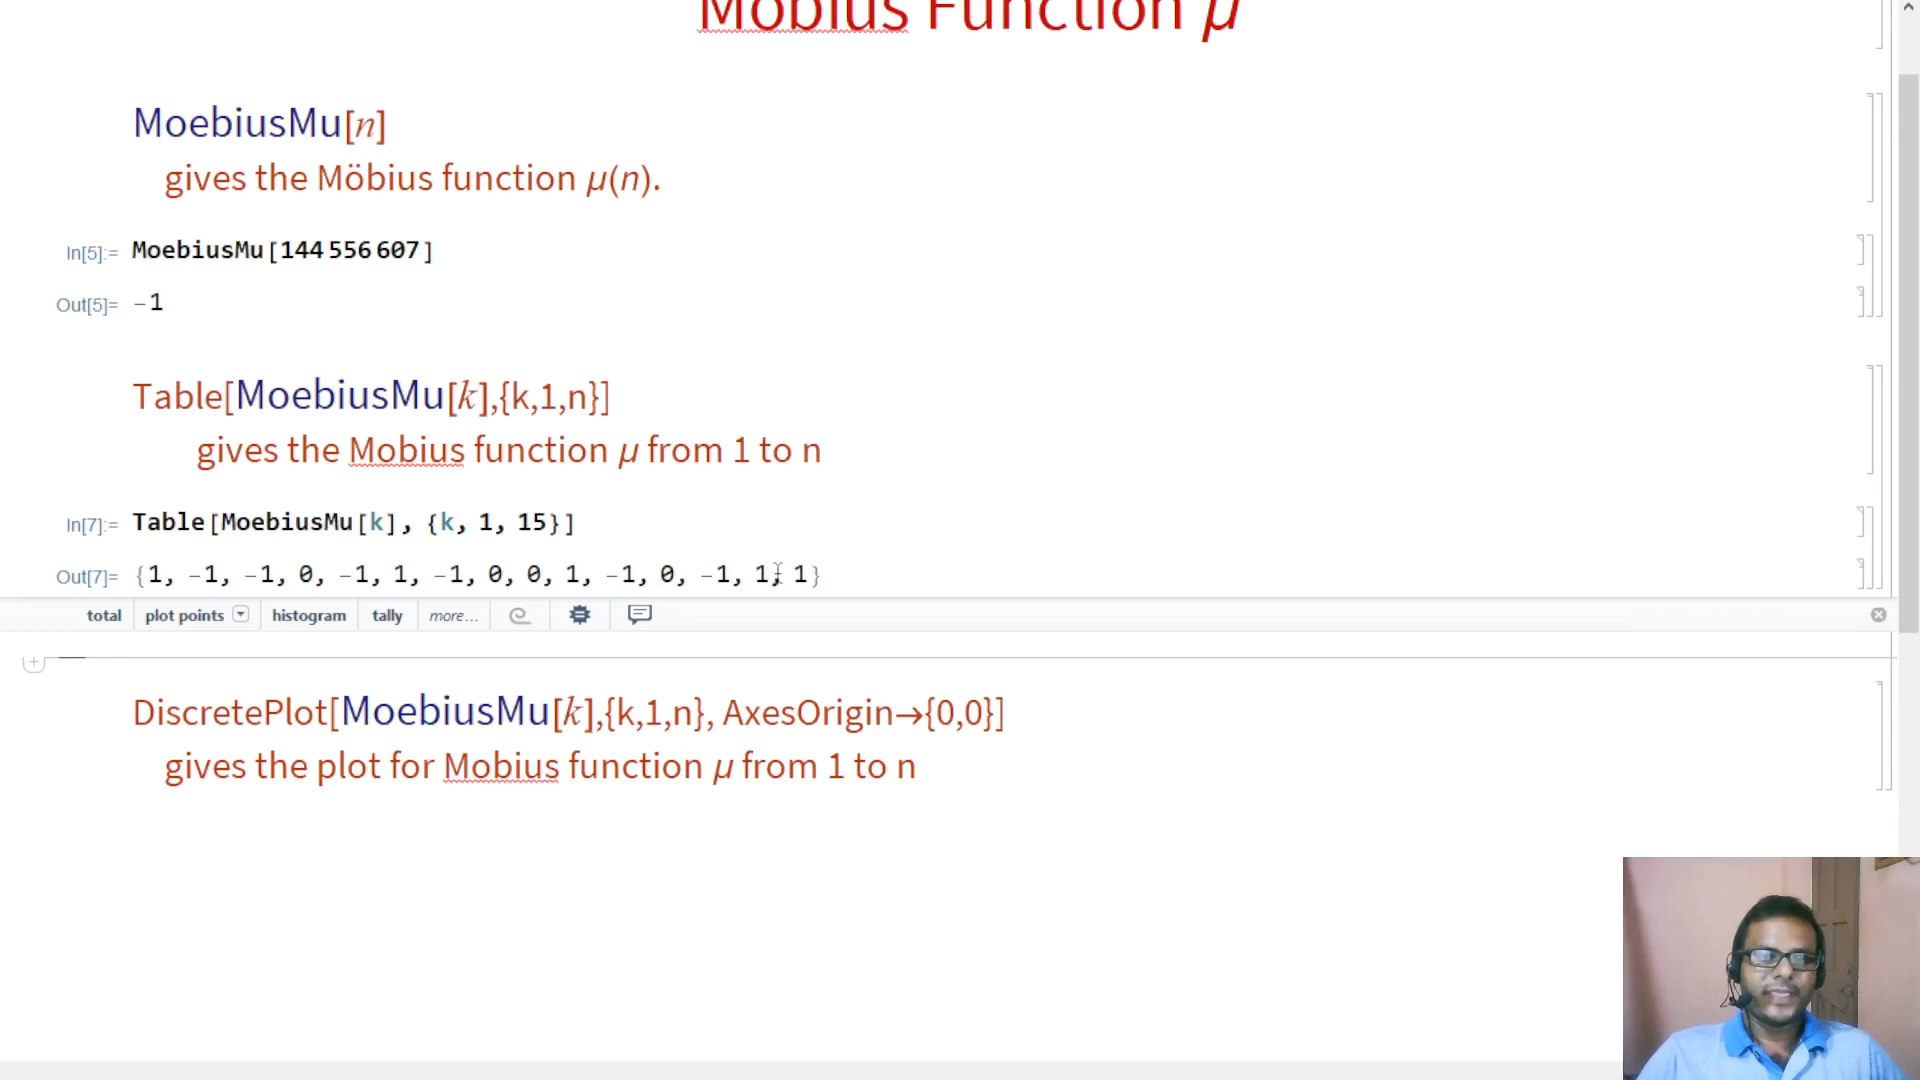 Möbius Function μ
MoebiusMu[n]
gives the Möbius function μ(n).
In[5]:= MoebiusMu[144 556 607]
Out[5]= -1
Table[MoebiusMu[k],{k,1,n}]
gives the Mobius function μ from 1 to n
In[7]:= Table[MoebiusMu[k], {k, 1, 15}]
Out[7]= {1, -1, -1, 0, -1, 1, -1, 0, 0, 1, -1, 0, -1, 1, 1}
total plot points histogram tally more...
DiscretePlot[MoebiusMu[k],{k,1,n}, AxesOrigin→{0,0}]
gives the plot for Mobius function μ from 1 to n